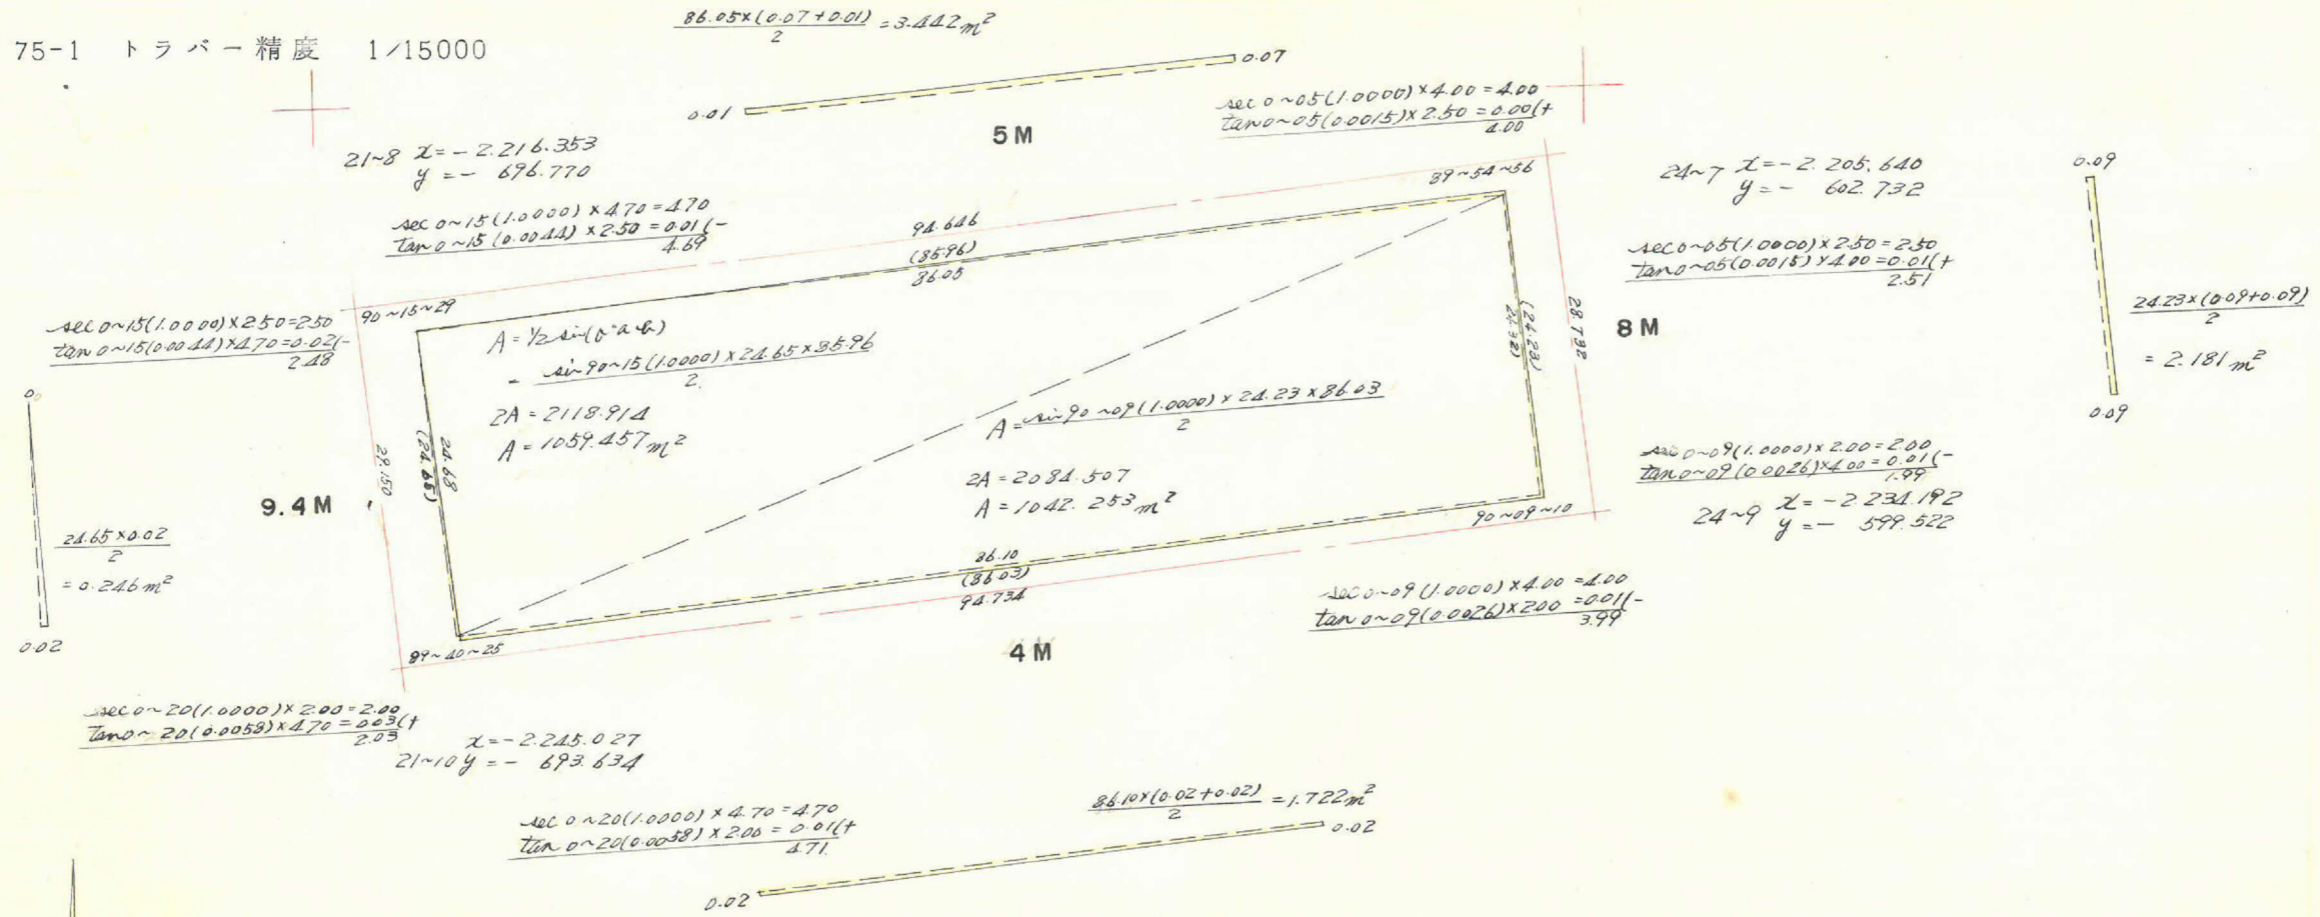 75-1 トラバー精度 1/15000
86.05×(0.07+0.01)
2
=3.442m²
0.07
0.01
5M
sec 0~05(1.0000)×4.00=4.00
tan 0~05(0.0015)×2.50=0.00(+
4.00
21~8 x=-2.216.353
y=- 696.770
sec 0~15(1.0000)×4.70=4.70
tan 0~15(0.0044)×2.50=0.01(-
4.69
94.646
(85.96)
86.05
89~54~56
24~7 x=-2.205.640
y=- 602.732
sec 0~05(1.0000)×2.50=2.50
tan 0~05(0.0015)×4.00=0.01(+
2.51
0.09
24.23×(0.09+0.09)
2
=2.181m²
0.09
sec 0~15(1.0000)×2.50=2.50
tan 0~15(0.0044)×4.70=0.02(-
2.48
90~15~29
A=1/2 sin(
= sin 90~15(1.0000)×24.65×85.96
2.
2A=2118.914
A=1059.457m²
A= sin 90~09(1.0000)×24.23×86.03
2
2A=2084.507
A=1042.253m²
28.732
(24.23)
24.32
8M
0
24.65×0.02
2
=0.246m²
0.02
9.4M
29.150
24.68
(24.65)
sec 0~09(1.0000)×2.00=2.00
tan 0~09(0.0026)×4.00=0.01(-
1.99
24~9 x=-2.234.192
y=- 599.522
90~09~10
86.10
(86.03)
94.734
89~40~25
4M
sec 0~09(1.0000)×4.00=4.00
tan 0~09(0.0026)×2.00=0.01(-
3.99
sec 0~20(1.0000)×2.00=2.00
tan 0~20(0.0058)×4.70=0.03(+
2.03
x=-2.245.027
21~10 y=- 693.634
sec 0~20(1.0000)×4.70=4.70
tan 0~20(0.0058)×2.00=0.01(+
4.71
86.10×(0.02+0.02)
2
=1.722m²
0.02
0.02